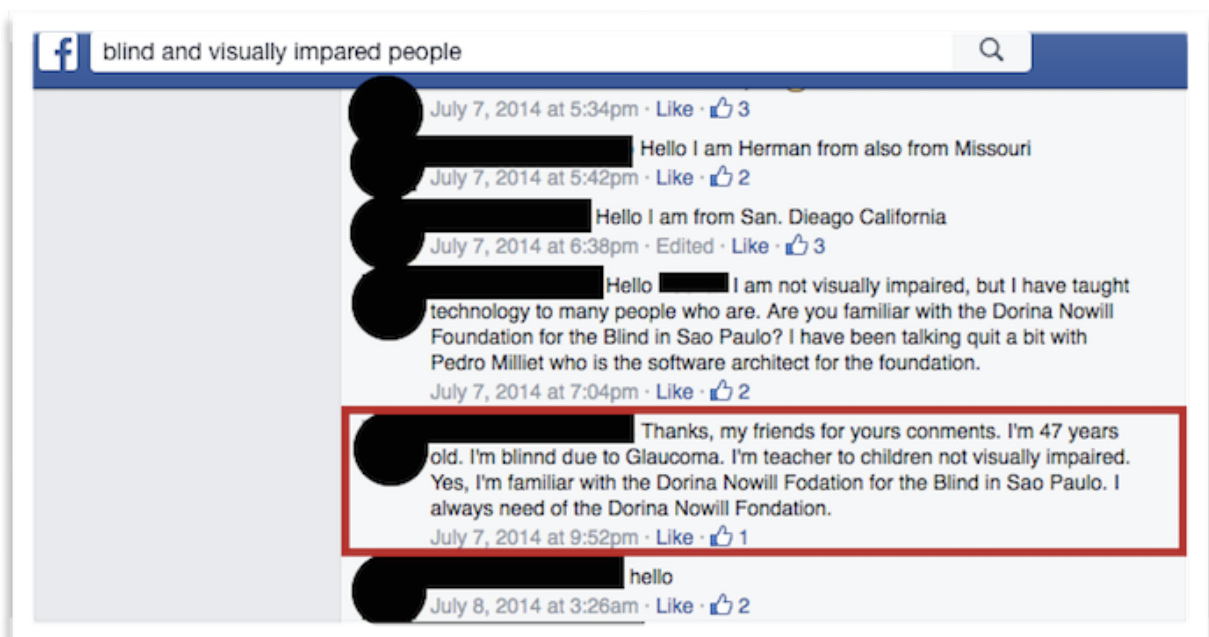 f blind and visually impared people
July 7, 2014 at 5:34pm · Like · 3
Hello I am Herman from also from Missouri
July 7, 2014 at 5:42pm · Like · 2
Hello I am from San. Dieago California
July 7, 2014 at 6:38pm · Edited · Like · 3
Hello I am not visually impaired, but I have taught
technology to many people who are. Are you familiar with the Dorina Nowill
Foundation for the Blind in Sao Paulo? I have been talking quit a bit with
Pedro Milliet who is the software architect for the foundation.
July 7, 2014 at 7:04pm · Like · 2
Thanks, my friends for yours conments. I'm 47 years
old. I'm blinnd due to Glaucoma. I'm teacher to children not visually impaired.
Yes, I'm familiar with the Dorina Nowill Fodation for the Blind in Sao Paulo. I
always need of the Dorina Nowill Fondation.
July 7, 2014 at 9:52pm · Like · 1
hello
July 8, 2014 at 3:26am · Like · 2